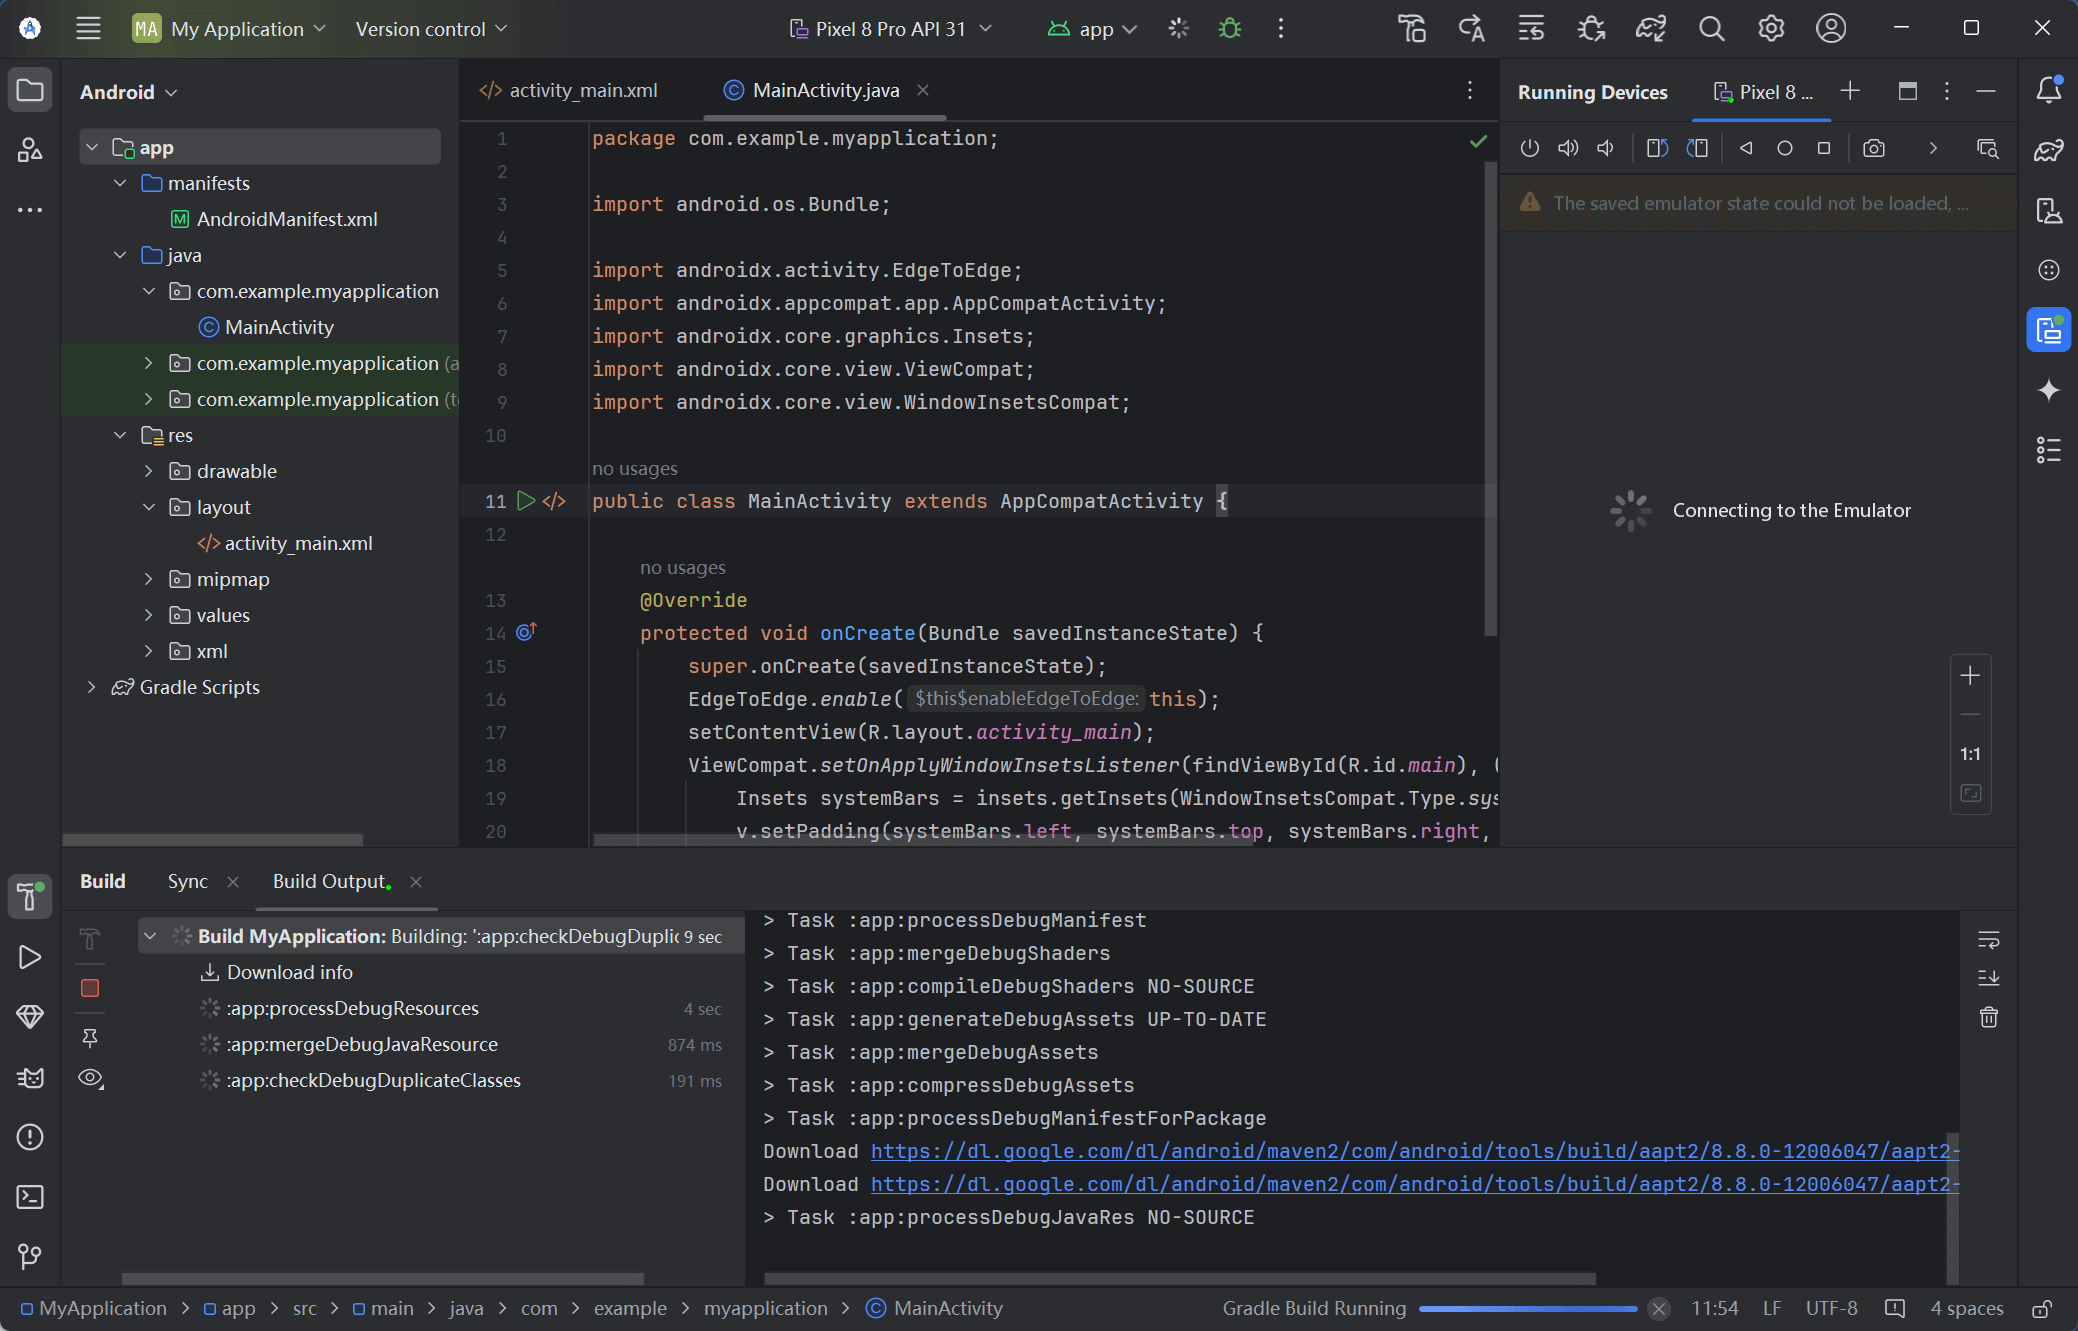 MA My Application Version control Pixel 8 Pro API 31 app
Android
app
manifests
AndroidManifest.xml
java
com.example.myapplication
MainActivity
com.example.myapplication (a
com.example.myapplication (t
res
drawable
layout
activity_main.xml
mipmap
values
xml
Gradle Scripts
activity_main.xml MainActivity.java
1 package com.example.myapplication;
2
3 import android.os.Bundle;
4
5 import androidx.activity.EdgeToEdge;
6 import androidx.appcompat.app.AppCompatActivity;
7 import androidx.core.graphics.Insets;
8 import androidx.core.view.ViewCompat;
9 import androidx.core.view.WindowInsetsCompat;
10
no usages
11 public class MainActivity extends AppCompatActivity {
12
no usages
13 @Override
14 protected void onCreate(Bundle savedInstanceState) {
15 super.onCreate(savedInstanceState);
16 EdgeToEdge.enable( $this$enableEdgeToEdge: this);
17 setContentView(R.layout.activity_main);
18 ViewCompat.setOnApplyWindowInsetsListener(findViewById(R.id.main), (
19 Insets systemBars = insets.getInsets(WindowInsetsCompat.Type.sys
20 v.setPadding(systemBars.left, systemBars.top, systemBars.right,
Running Devices Pixel 8 ...
The saved emulator state could not be loaded, ...
Connecting to the Emulator
1:1
Build Sync Build Output
Build MyApplication: Building: ':app:checkDebugDuplic 9 sec
Download info
:app:processDebugResources 4 sec
:app:mergeDebugJavaResource 874 ms
:app:checkDebugDuplicateClasses 191 ms
> Task :app:processDebugManifest
> Task :app:mergeDebugShaders
> Task :app:compileDebugShaders NO-SOURCE
> Task :app:generateDebugAssets UP-TO-DATE
> Task :app:mergeDebugAssets
> Task :app:compressDebugAssets
> Task :app:processDebugManifestForPackage
Download https://dl.google.com/dl/android/maven2/com/android/tools/build/aapt2/8.8.0-12006047/aapt2-
Download https://dl.google.com/dl/android/maven2/com/android/tools/build/aapt2/8.8.0-12006047/aapt2-
> Task :app:processDebugJavaRes NO-SOURCE
MyApplication > app > src > main > java > com > example > myapplication > MainActivity Gradle Build Running 11:54 LF UTF-8 4 spaces